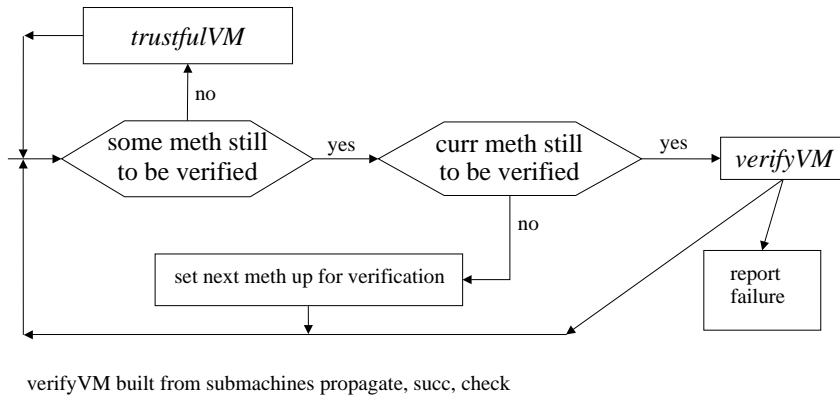 trustfulVM
no
some meth still
to be verified
yes
curr meth still
to be verified
yes
verifyVM
no
set next meth up for verification
report
failure
verifyVM built from submachines propagate, succ, check